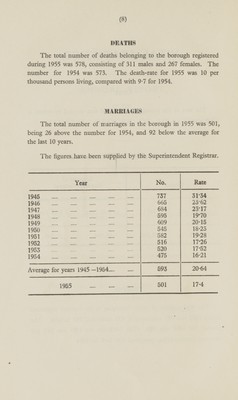 (8)
DEATHS
The total number of deaths belonging to the borough registered
during 1955 was 578, consisting of 311 males and 267 females. The
number for 1954 was 573. The death-rate for 1955 was 10 per
thousand persons living, compared with 9·7 for 1954.
MARRIAGES
The total number of marriages in the borough in 1955 was 501,
being 26 above the number for 1954, and 92 below the average for
the last 10 years.
The figures have been supplied by the Superintendent Registrar.
Year No. Rate
1945 — — — — — 737 31·54
1946 — — — — — 665 23·62
1947 — — — — — 664 23·17
1948 — — — — — 595 19·70
1949 — — — — — 609 20·15
1950 — — — — — 545 18·23
1951 — — — — — 582 19·28
1952 — — — — — 516 17·26
1953 — — — — — 520 17·52
1954 — — — — — 475 16·21
Average for years 1945—1954— — 593 20·64
1955 — — — 501 17·4